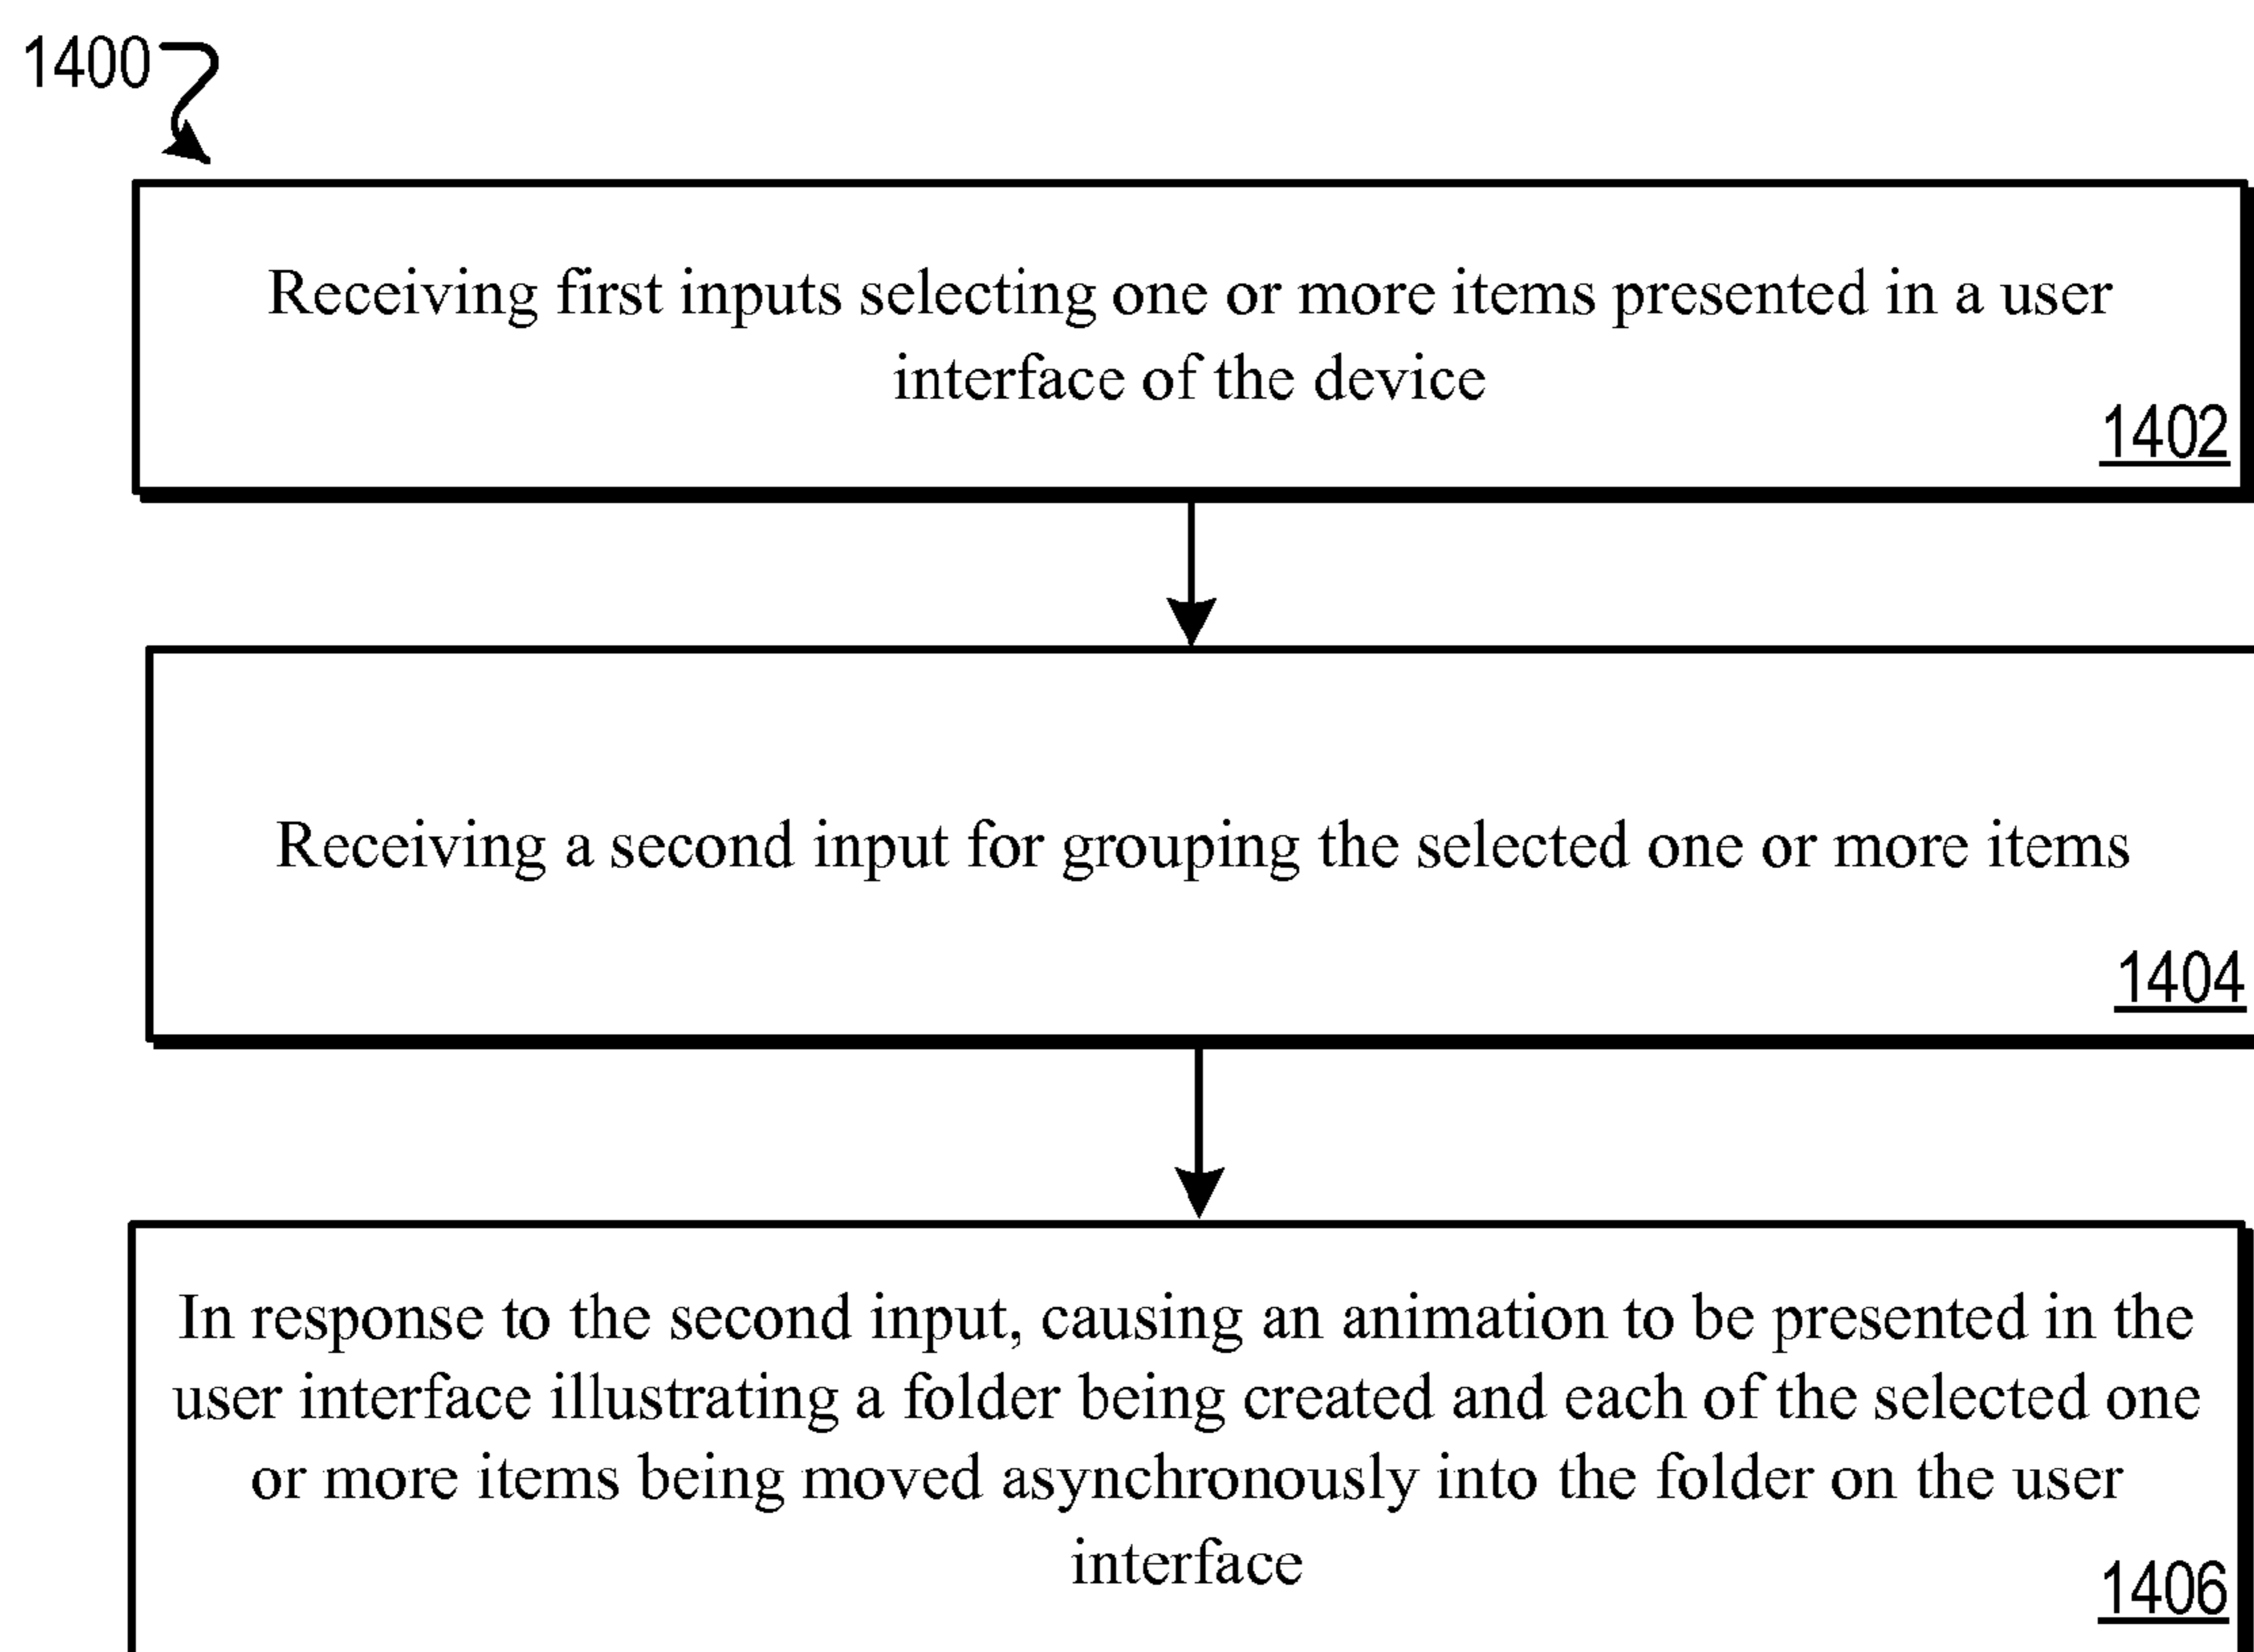 1400
Receiving first inputs selecting one or more items presented in a user
interface of the device
1402
Receiving a second input for grouping the selected one or more items
1404
In response to the second input, causing an animation to be presented in the
user interface illustrating a folder being created and each of the selected one
or more items being moved asynchronously into the folder on the user
interface
1406